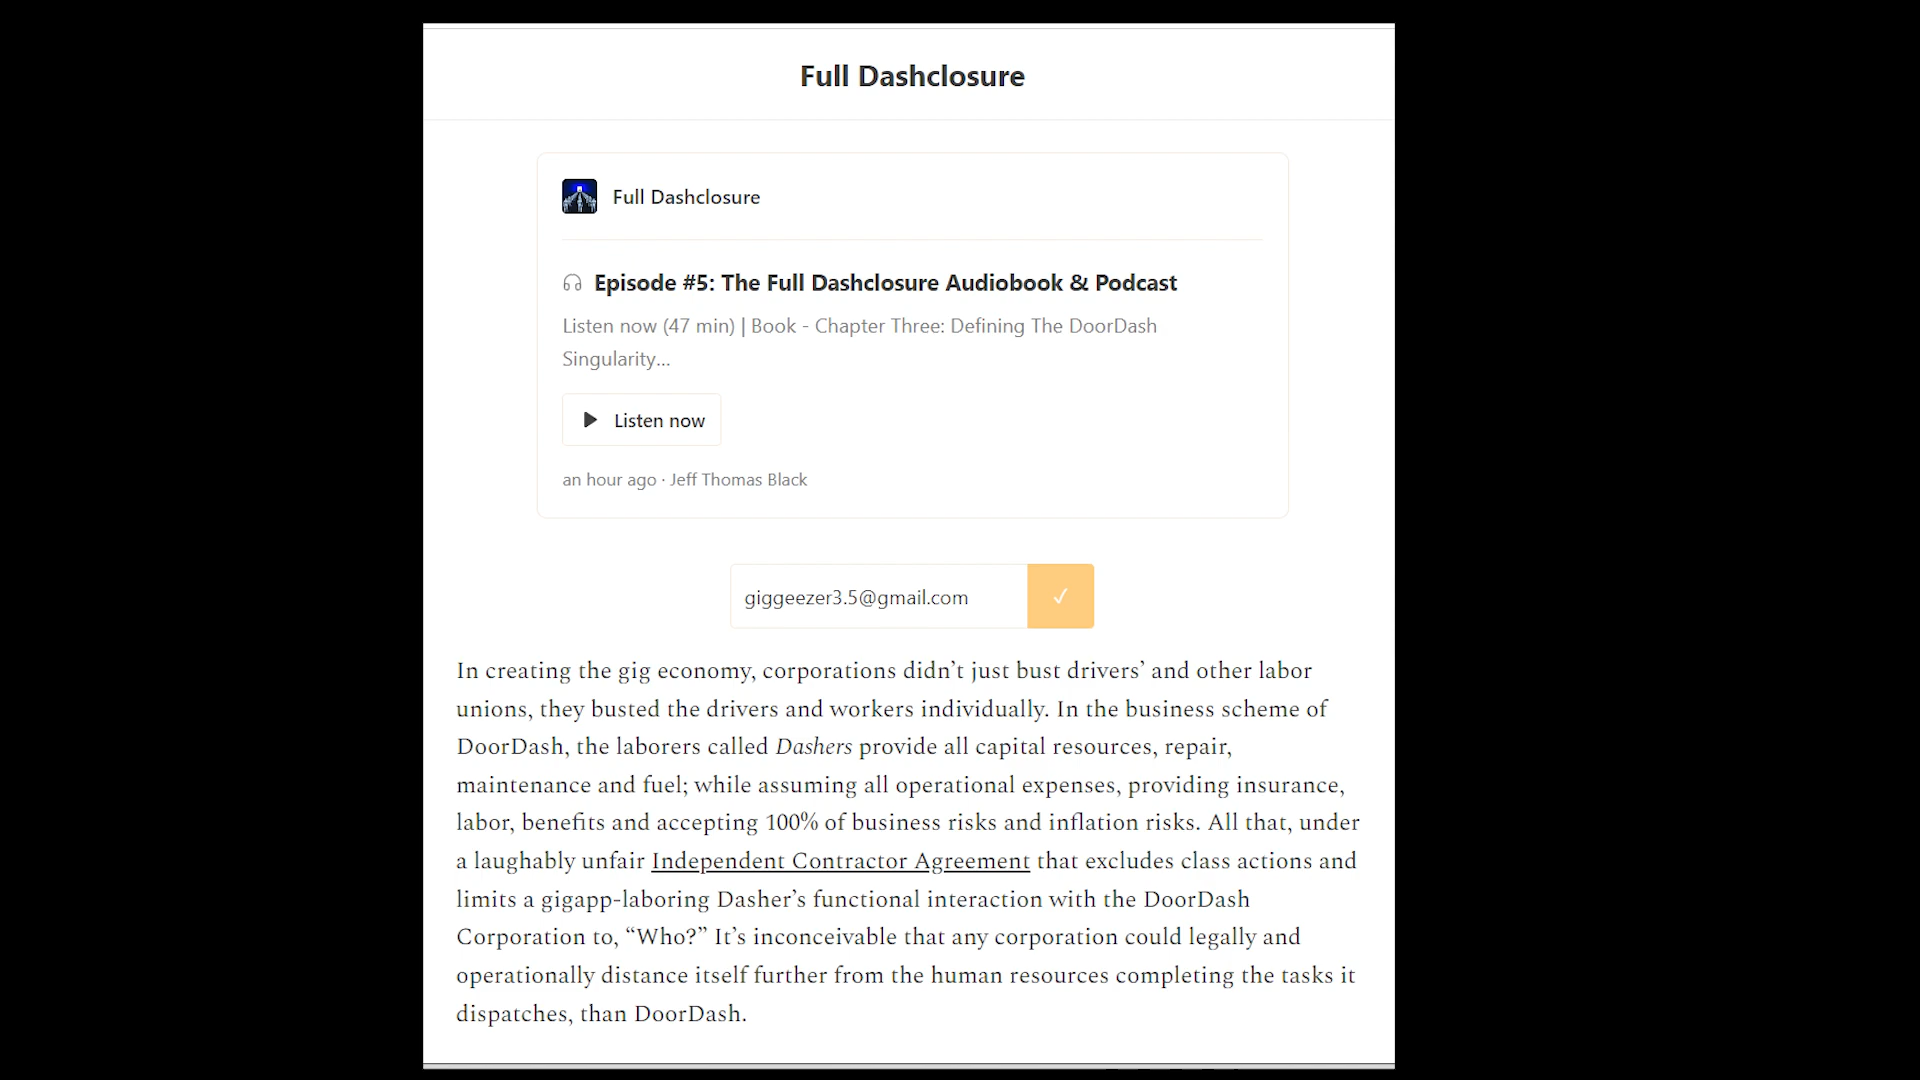 Full Dashclosure
Full Dashclosure
Episode #5: The Full Dashclosure Audiobook & Podcast
Listen now (47 min) | Book - Chapter Three: Defining The DoorDash
Singularity...
Listen now
an hour ago · Jeff Thomas Black
giggeezer3.5@gmail.com
In creating the gig economy, corporations didn’t just bust drivers’ and other labor
unions, they busted the drivers and workers individually. In the business scheme of
DoorDash, the laborers called Dashers provide all capital resources, repair,
maintenance and fuel; while assuming all operational expenses, providing insurance,
labor, benefits and accepting 100% of business risks and inflation risks. All that, under
a laughably unfair Independent Contractor Agreement that excludes class actions and
limits a gigapp-laboring Dasher’s functional interaction with the DoorDash
Corporation to, “Who?” It’s inconceivable that any corporation could legally and
operationally distance itself further from the human resources completing the tasks it
dispatches, than DoorDash.